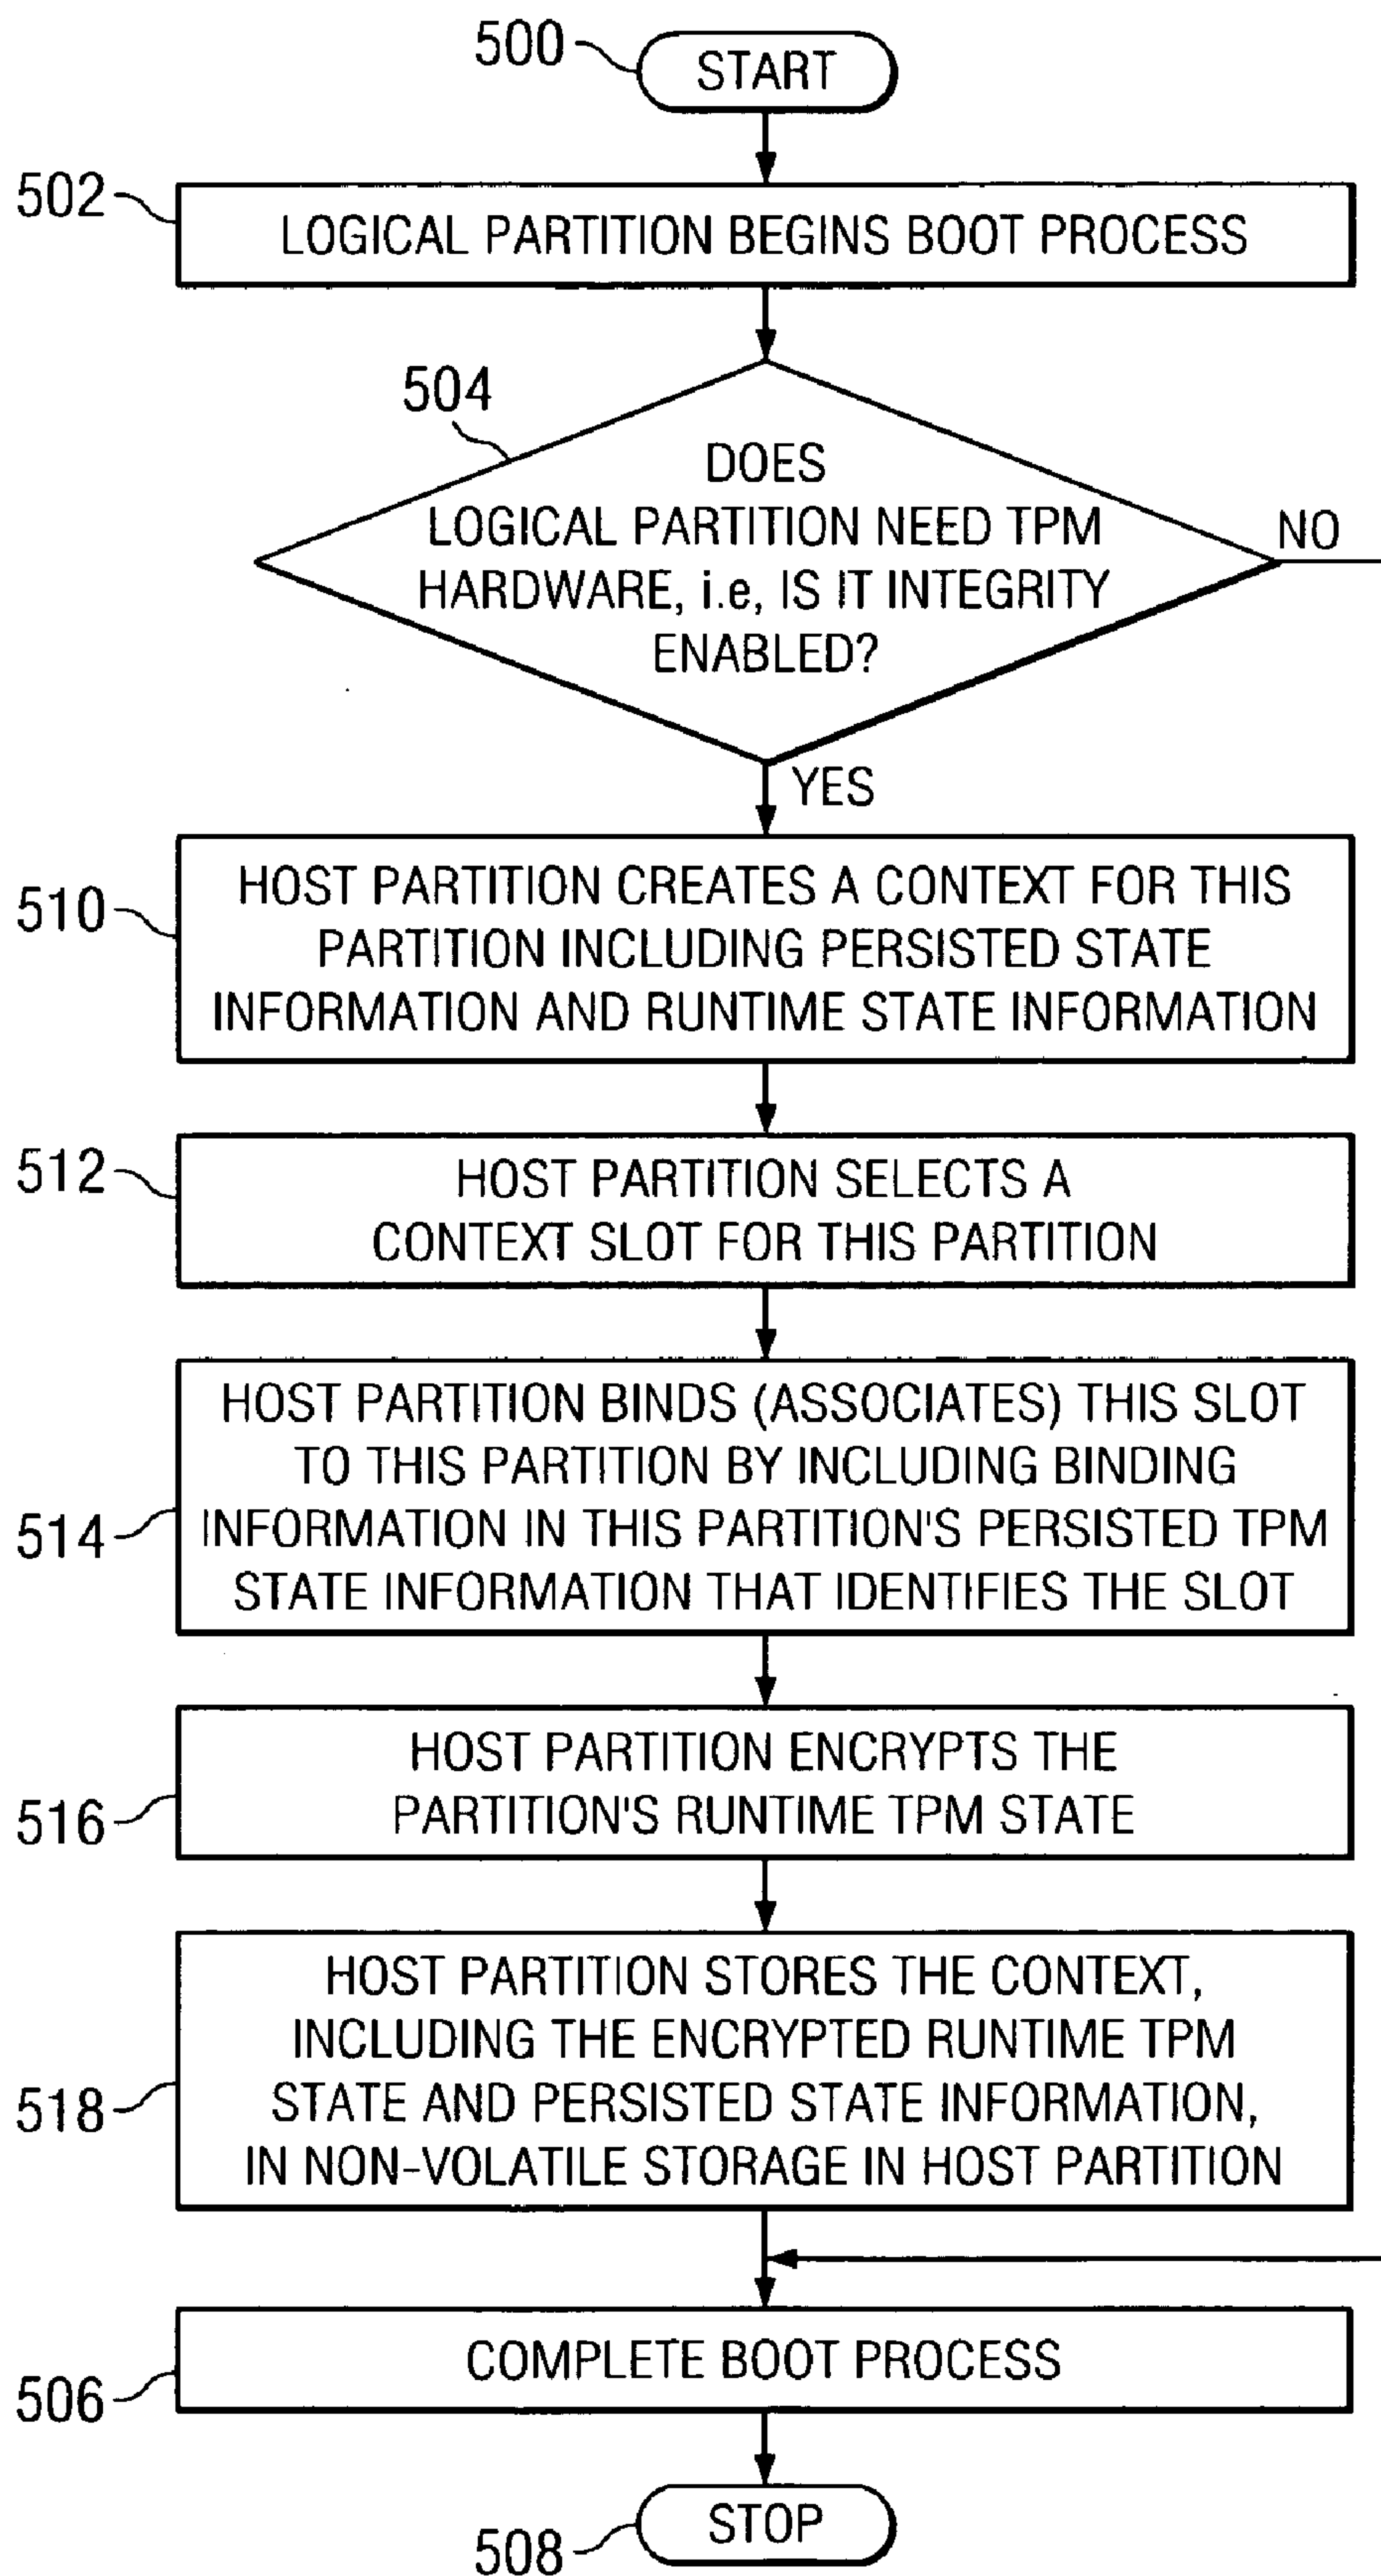 500
START
502
LOGICAL PARTITION BEGINS BOOT PROCESS
504
DOES
LOGICAL PARTITION NEED TPM
HARDWARE, i.e, IS IT INTEGRITY
ENABLED?
NO
YES
510
HOST PARTITION CREATES A CONTEXT FOR THIS
PARTITION INCLUDING PERSISTED STATE
INFORMATION AND RUNTIME STATE INFORMATION
512
HOST PARTITION SELECTS A
CONTEXT SLOT FOR THIS PARTITION
514
HOST PARTITION BINDS (ASSOCIATES) THIS SLOT
TO THIS PARTITION BY INCLUDING BINDING
INFORMATION IN THIS PARTITION'S PERSISTED TPM
STATE INFORMATION THAT IDENTIFIES THE SLOT
516
HOST PARTITION ENCRYPTS THE
PARTITION'S RUNTIME TPM STATE
518
HOST PARTITION STORES THE CONTEXT,
INCLUDING THE ENCRYPTED RUNTIME TPM
STATE AND PERSISTED STATE INFORMATION,
IN NON-VOLATILE STORAGE IN HOST PARTITION
506
COMPLETE BOOT PROCESS
508
STOP